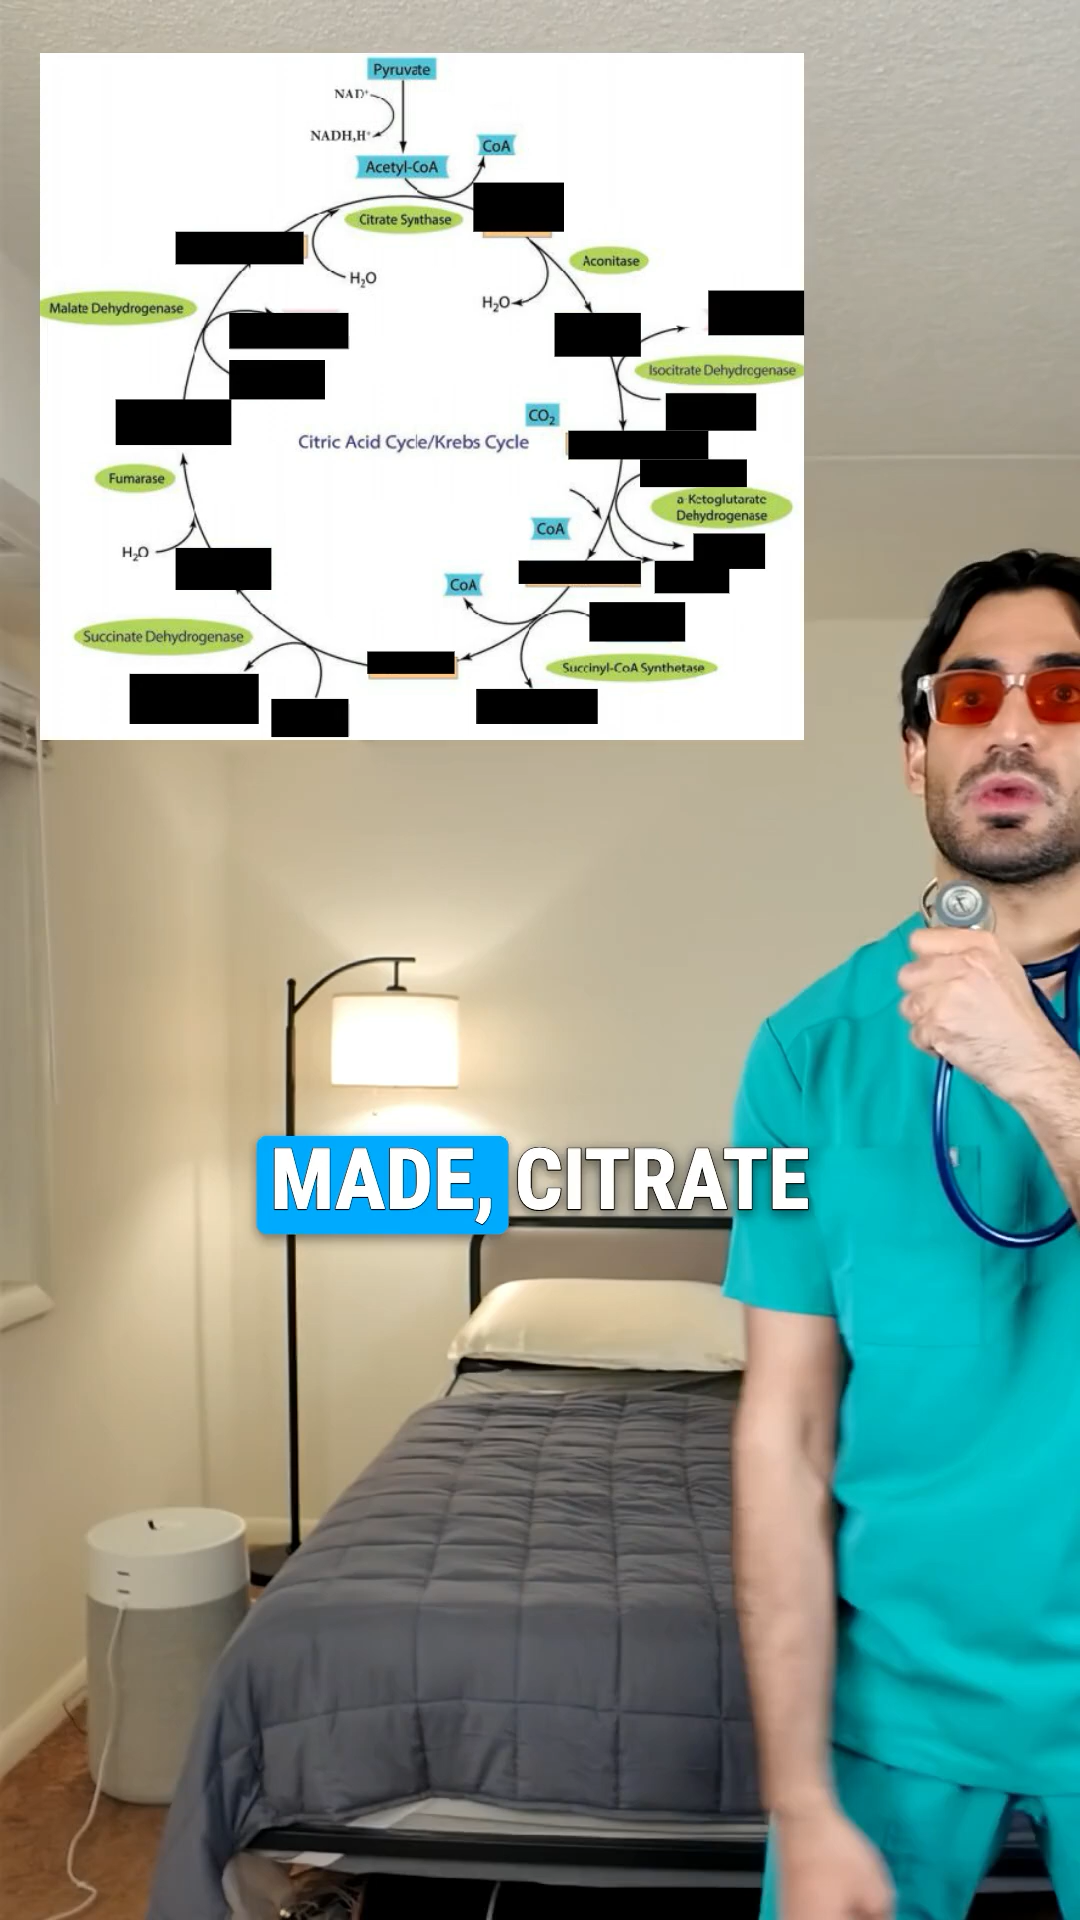 Pyruvate
NAD⁺
NADH,H⁺
CoA
Acetyl-CoA
Citrate Synthase
Aconitase
H₂O
H₂O
Malate Dehydrogenase
Isocitrate Dehydrogenase
CO₂
Citric Acid Cycle/Krebs Cycle
Fumarase
a-Ketoglutarate
Dehydrogenase
CoA
H₂O
CoA
Succinate Dehydrogenase
Succinyl-CoA Synthetase
MADE, CITRATE